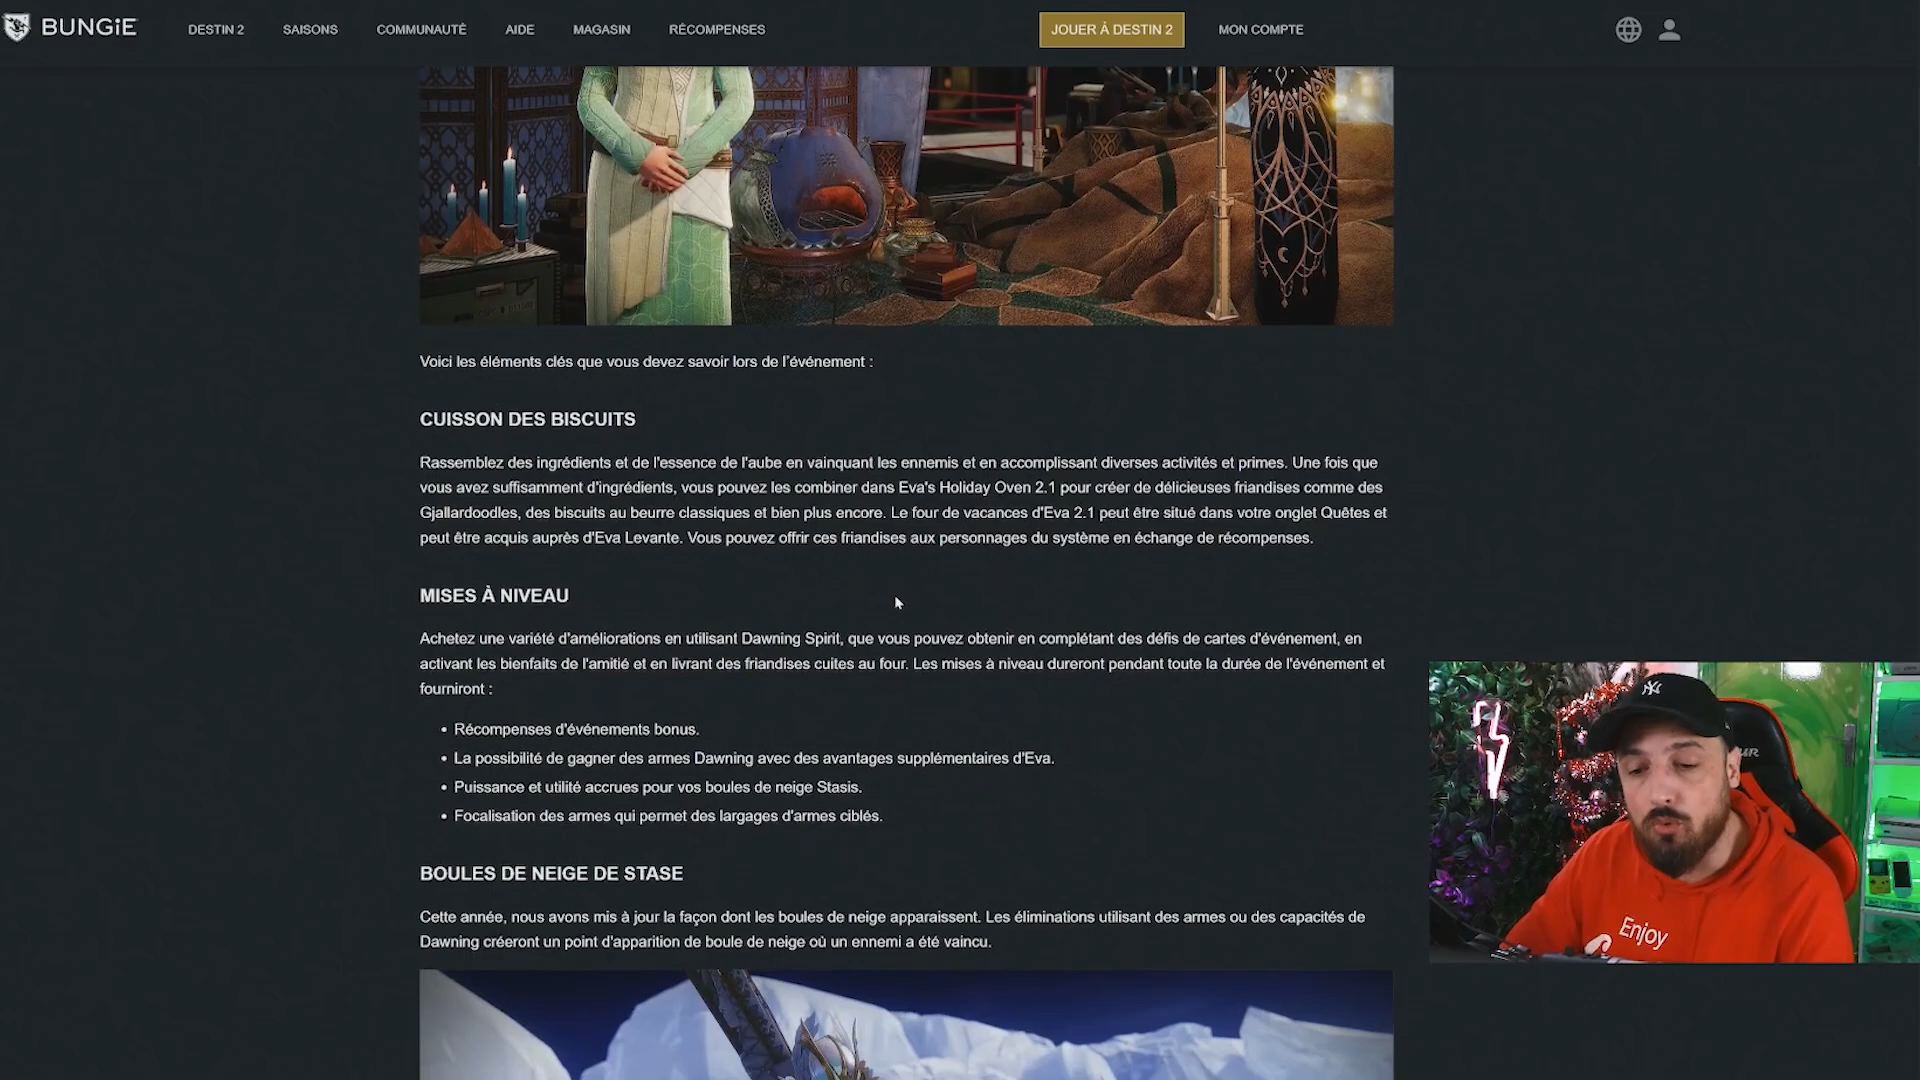 BUNGiE
DESTIN 2
SAISONS
COMMUNAUTÉ
AIDE
MAGASIN
RÉCOMPENSES
JOUER À DESTIN 2
MON COMPTE
Voici les éléments clés que vous devez savoir lors de l'événement :
CUISSON DES BISCUITS
Rassemblez des ingrédients et de l'essence de l'aube en vainquant les ennemis et en accomplissant diverses activités et primes. Une fois que
vous avez suffisamment d'ingrédients, vous pouvez les combiner dans Eva's Holiday Oven 2.1 pour créer de délicieuses friandises comme des
Gjallardoodles, des biscuits au beurre classiques et bien plus encore. Le four de vacances d'Eva 2.1 peut être situé dans votre onglet Quêtes et
peut être acquis auprès d'Eva Levante. Vous pouvez offrir ces friandises aux personnages du système en échange de récompenses.
MISES À NIVEAU
Achetez une variété d'améliorations en utilisant Dawning Spirit, que vous pouvez obtenir en complétant des défis de cartes d'événement, en
activant les bienfaits de l'amitié et en livrant des friandises cuites au four. Les mises à niveau dureront pendant toute la durée de l'événement et
fourniront :
• Récompenses d'événements bonus.
• La possibilité de gagner des armes Dawning avec des avantages supplémentaires d'Eva.
• Puissance et utilité accrues pour vos boules de neige Stasis.
• Focalisation des armes qui permet des largages d'armes ciblés.
BOULES DE NEIGE DE STASE
Cette année, nous avons mis à jour la façon dont les boules de neige apparaissent. Les éliminations utilisant des armes ou des capacités de
Dawning créeront un point d'apparition de boule de neige où un ennemi a été vaincu.
NY
Enjoy